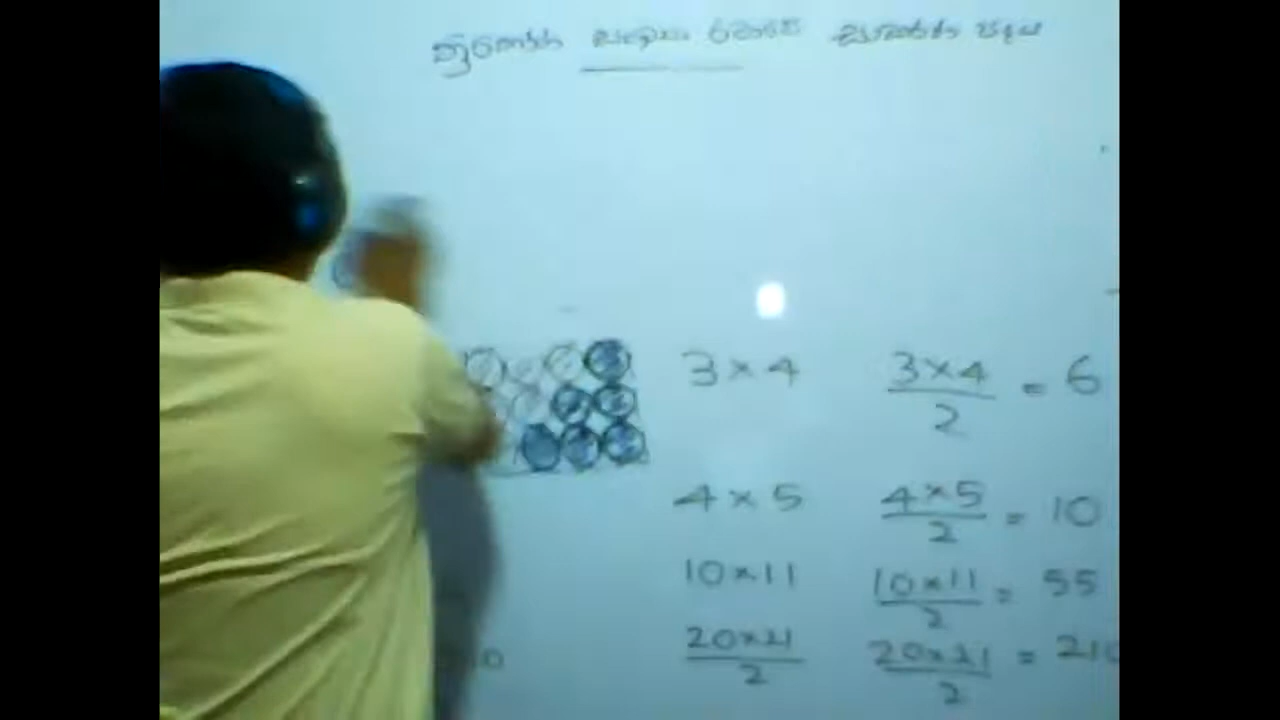 ත්‍රිකෝණ සංඛ්‍යා රටාවේ සාධාරණ පදය
3 × 4 3 × 4 / 2 = 6
4 × 5 4 × 5 / 2 = 10
10 × 11 10 × 11 / 2 = 55
20 × 21 / 2 20 × 21 / 2 = 210